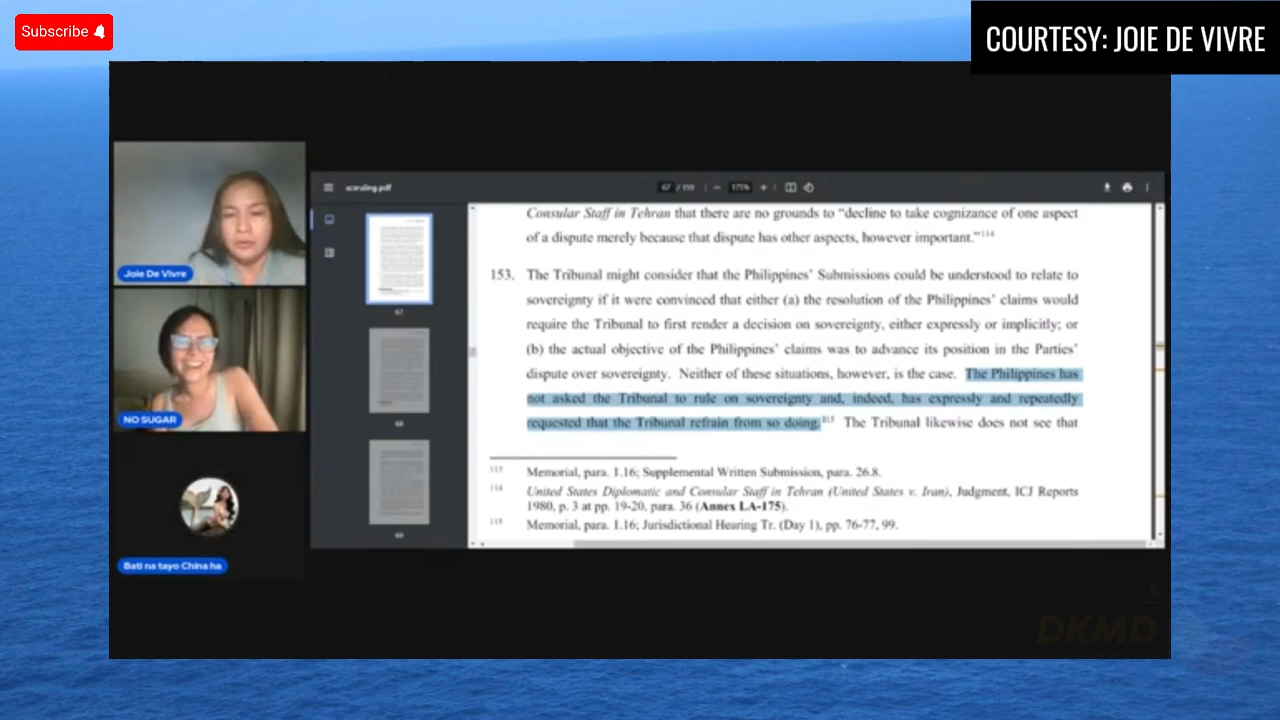 Subscribe
COURTESY: JOIE DE VIVRE
Joie De Vivre
NO SUGAR
Bati na tayo China ha
scaruling.pdf
67 / 159
175%
67
68
69
Consular Staff in Tehran that there are no grounds to “decline to take cognizance of one aspect
of a dispute merely because that dispute has other aspects, however important.”114
153. The Tribunal might consider that the Philippines’ Submissions could be understood to relate to
sovereignty if it were convinced that either (a) the resolution of the Philippines’ claims would
require the Tribunal to first render a decision on sovereignty, either expressly or implicitly; or
(b) the actual objective of the Philippines’ claims was to advance its position in the Parties’
dispute over sovereignty. Neither of these situations, however, is the case. The Philippines has
not asked the Tribunal to rule on sovereignty and, indeed, has expressly and repeatedly
requested that the Tribunal refrain from so doing.115 The Tribunal likewise does not see that
113 Memorial, para. 1.16; Supplemental Written Submission, para. 26.8.
114 United States Diplomatic and Consular Staff in Tehran (United States v. Iran), Judgment, ICJ Reports
1980, p. 3 at pp. 19-20, para. 36 (Annex LA-175).
115 Memorial, para. 1.16; Jurisdictional Hearing Tr. (Day 1), pp. 76-77, 99.
DKMD